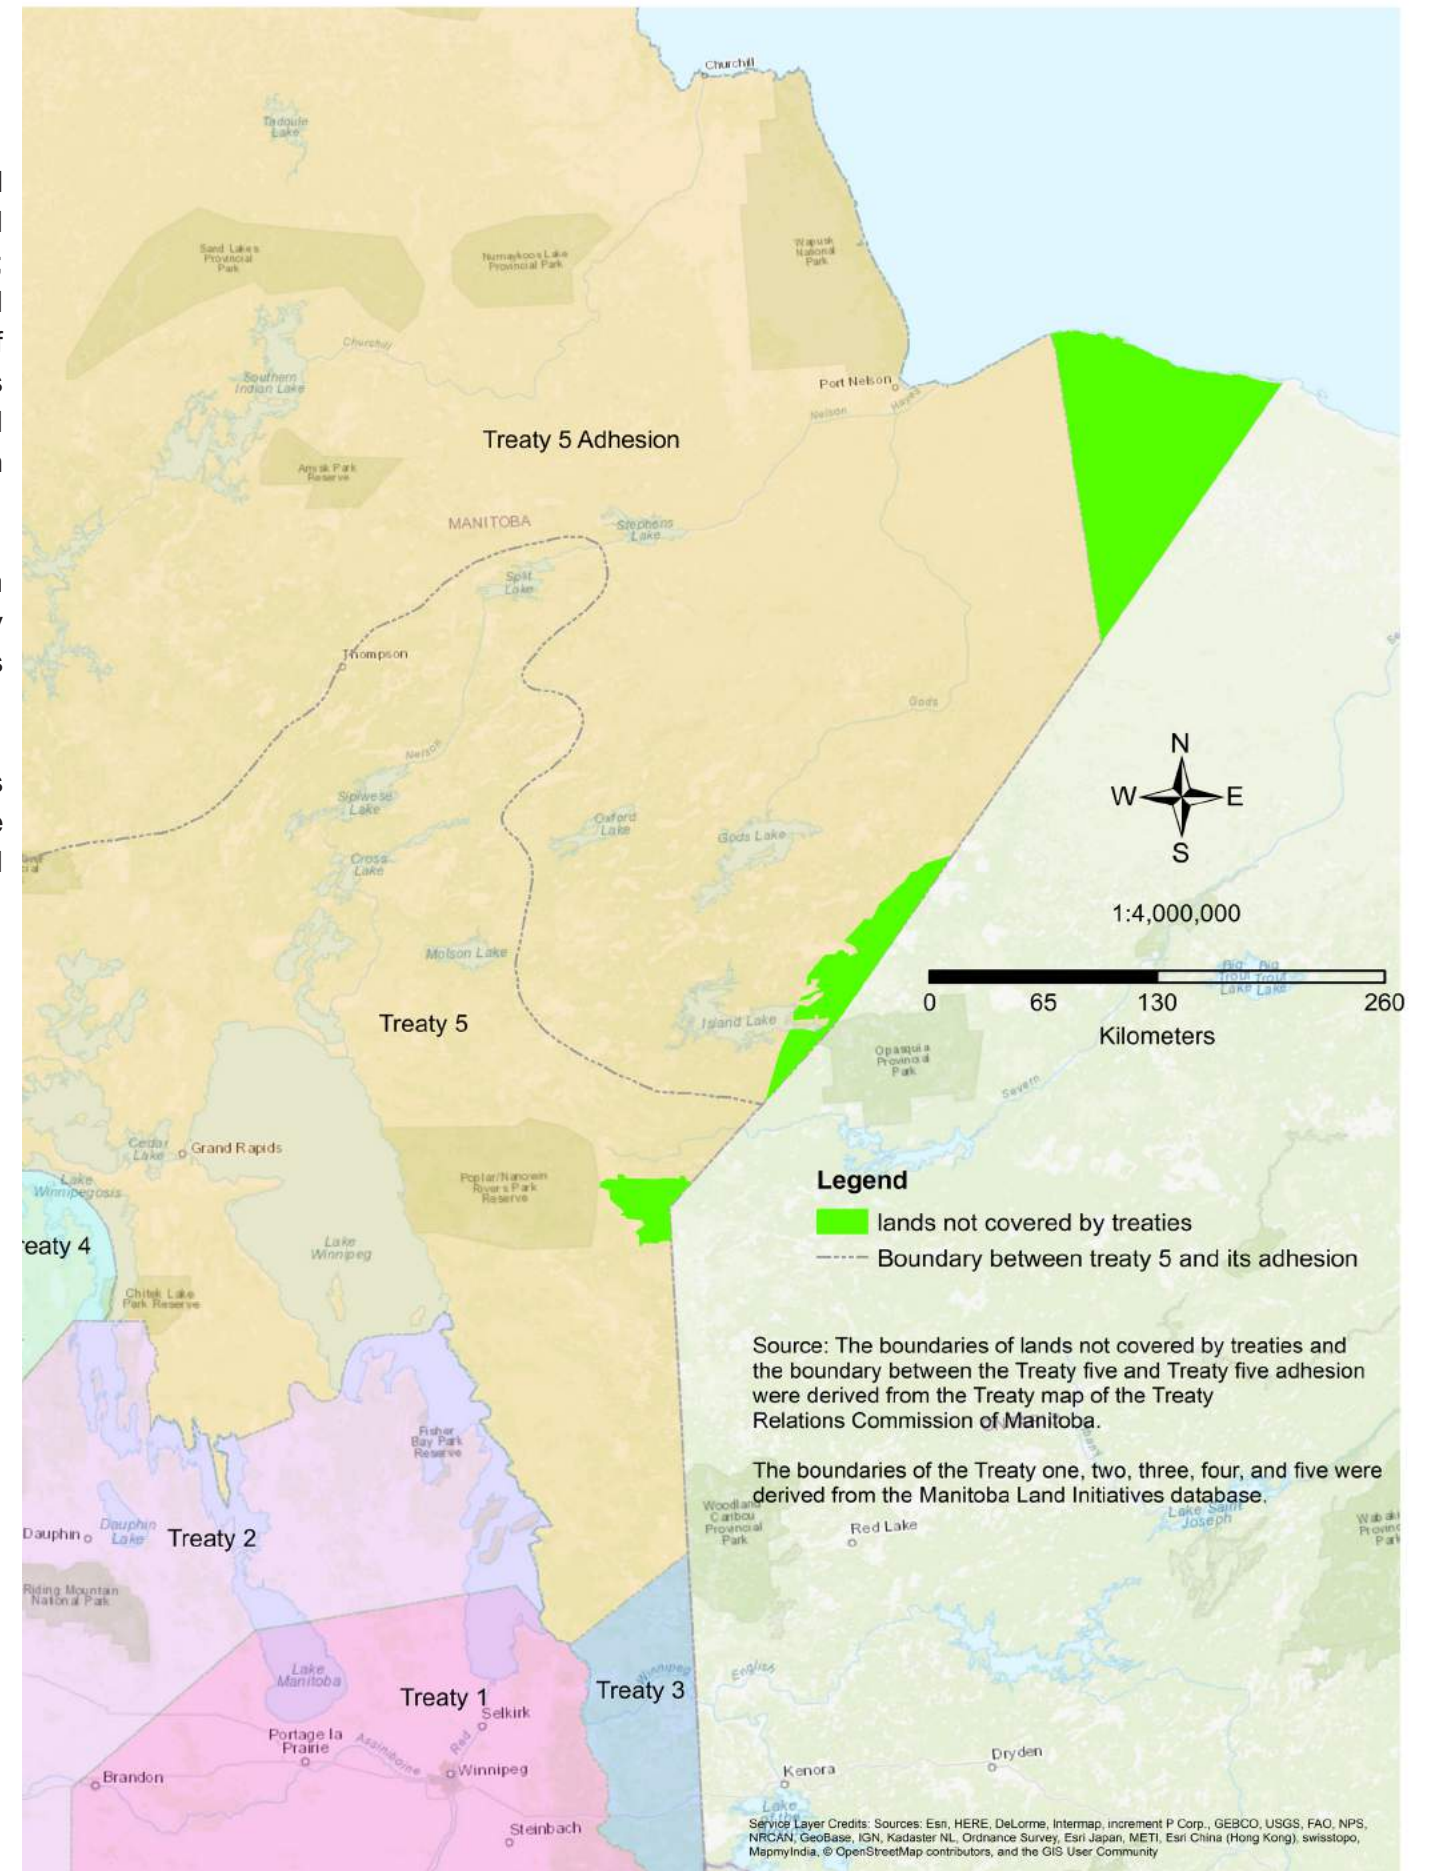 Churchill
Tadoule
Lake
Sand Lakes
Provincial
Park
Numaykoos Lake
Provincial Park
Wapusk
National
Park
Churchill
Southern
Indian Lake
Port Nelson
Nelson
Hayes
Treaty 5 Adhesion
Amisk Park
Reserve
MANITOBA
Stephens
Lake
Split
Lake
Thompson
Gods
Nelson
N
W
E
S
Sipiwesk
Lake
Oxford
Lake
Gods Lake
Cross
Lake
1:4,000,000
Molson Lake
Big Big
Trout Trout
Lake Lake
0 65 130 260
Kilometers
Treaty 5
Island Lake
Opasquia
Provincial
Park
Severn
Cedar
Lake
Grand Rapids
Poplar/Nanowin
Rivers Park
Reserve
Legend
lands not covered by treaties
Boundary between treaty 5 and its adhesion
Lake
Winnipegosis
eaty 4
Lake
Winnipeg
Chitek Lake
Park Reserve
Source: The boundaries of lands not covered by treaties and
the boundary between the Treaty five and Treaty five adhesion
were derived from the Treaty map of the Treaty
Relations Commission of Manitoba.
The boundaries of the Treaty one, two, three, four, and five were
derived from the Manitoba Land Initiatives database.
Fisher
Bay Park
Reserve
Woodland
Caribou
Provincial
Park
Red Lake
Lake Saint
Joseph
Dauphin
Dauphin
Lake
Treaty 2
Riding Mountain
National Park
Lake
Manitoba
Treaty 1
Selkirk
Treaty 3
Winnipeg
English
Portage la
Prairie
Assiniboine
Red
Winnipeg
Brandon
Steinbach
Kenora
Dryden
Lake
of the
Service Layer Credits: Sources: Esri, HERE, DeLorme, Intermap, increment P Corp., GEBCO, USGS, FAO, NPS,
NRCAN, GeoBase, IGN, Kadaster NL, Ordnance Survey, Esri Japan, METI, Esri China (Hong Kong), swisstopo,
MapmyIndia, © OpenStreetMap contributors, and the GIS User Community